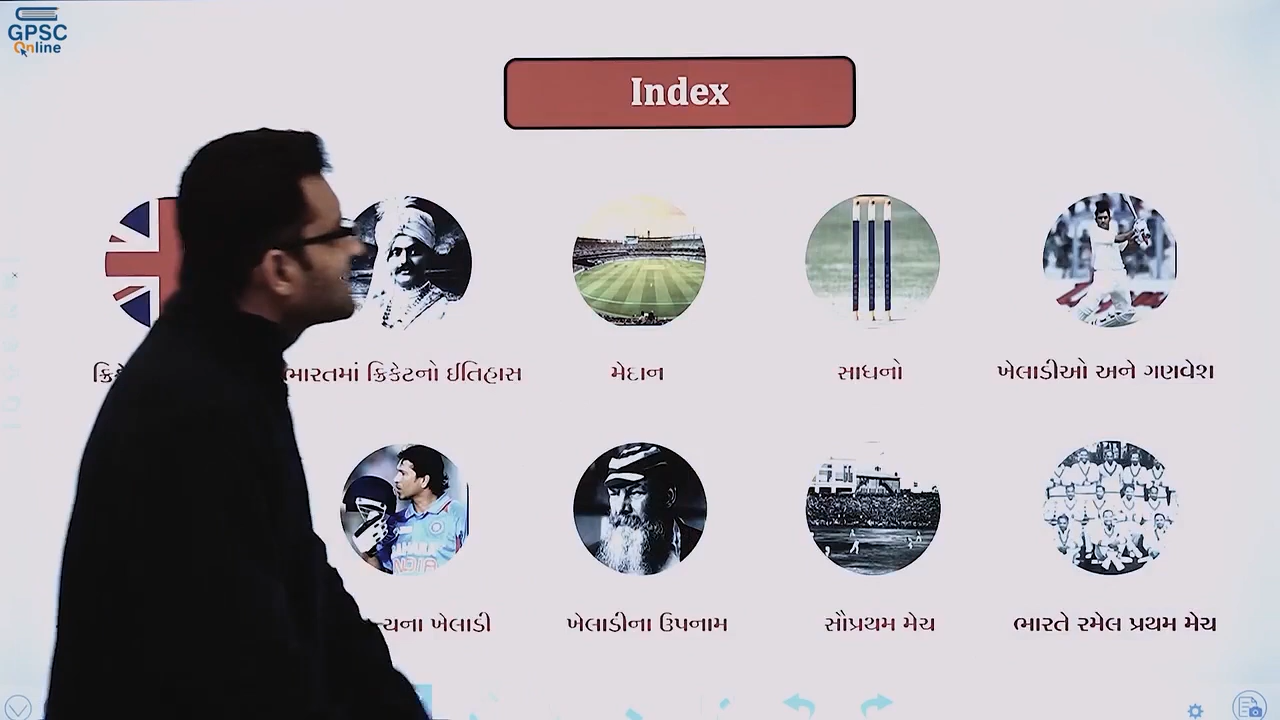 GPSC
Online
Index
ભારતમાં ક્રિકેટનો ઈતિહાસ
મેદાન
સાધનો
ખેલાડીઓ અને ગણવેશ
ખેલાડી
ખેલાડીના ઉપનામ
સૌપ્રથમ મેચ
ભારતે રમેલ પ્રથમ મેચ